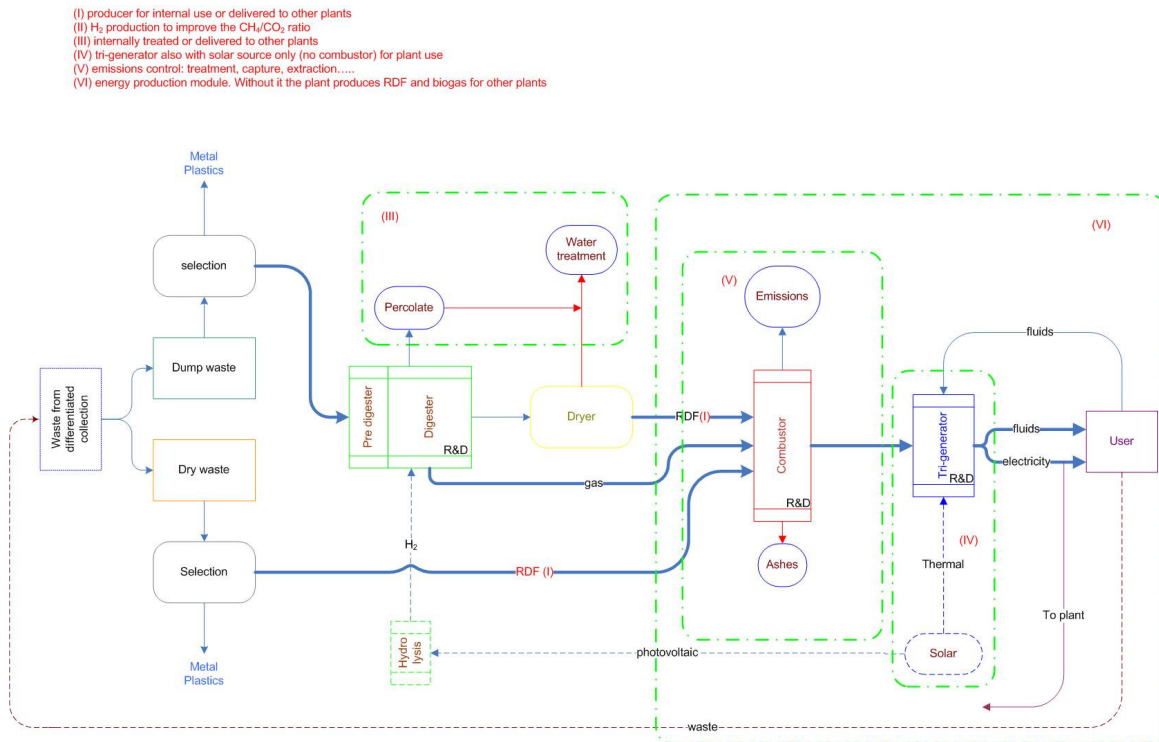 (I) producer for internal use or delivered to other plants
(II) H₂ production to improve the CH₄/CO₂ ratio
(III) internally treated or delivered to other plants
(IV) tri-generator also with solar source only (no combustor) for plant use
(V) emissions control: treatment, capture, extraction…..
(VI) energy production module. Without it the plant produces RDF and biogas for other plants
Metal
Plastics
(III)
(VI)
Water
treatment
selection
(V)
Emissions
Percolate
fluids
Dump waste
Waste from
differentiated
collection
Pre digester
Digester
R&D
Dryer
RDF(I)
Combustor
R&D
Tri-generator
R&D
fluids
electricity
User
Dry waste
gas
H₂
(IV)
Selection
RDF (I)
Ashes
Thermal
To plant
Hydro
lysis
photovoltaic
Solar
Metal
Plastics
waste